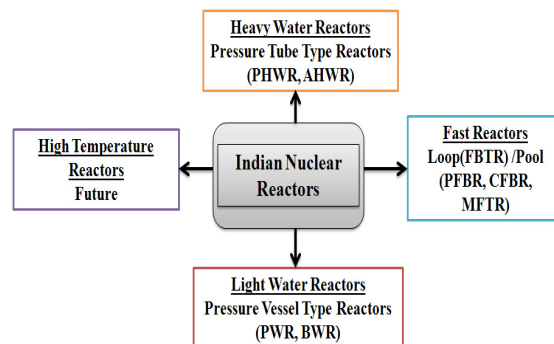 Heavy Water Reactors
Pressure Tube Type Reactors
(PHWR, AHWR)
High Temperature
Reactors
Future
Indian Nuclear
Reactors
Fast Reactors
Loop(FBTR) /Pool
(PFBR, CFBR,
MFTR)
Light Water Reactors
Pressure Vessel Type Reactors
(PWR, BWR)